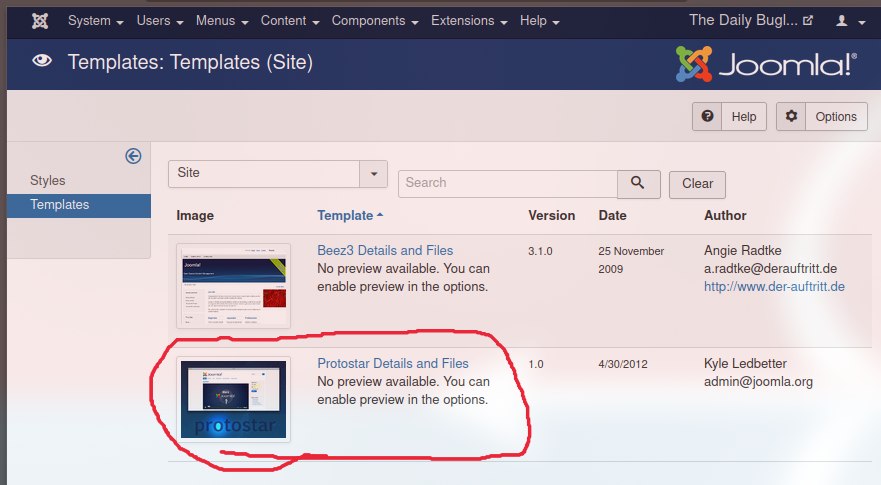 System Users Menus Content Components Extensions Help The Daily Bugl...
Templates: Templates (Site) Joomla!®
Help Options
Styles
Templates
Site Search Clear
Image Template Version Date Author
Beez3 Details and Files 3.1.0 25 November Angie Radtke
No preview available. You can 2009 a.radtke@derauftritt.de
enable preview in the options. http://www.der-auftritt.de
Protostar Details and Files 1.0 4/30/2012 Kyle Ledbetter
No preview available. You can admin@joomla.org
enable preview in the options.
protostar